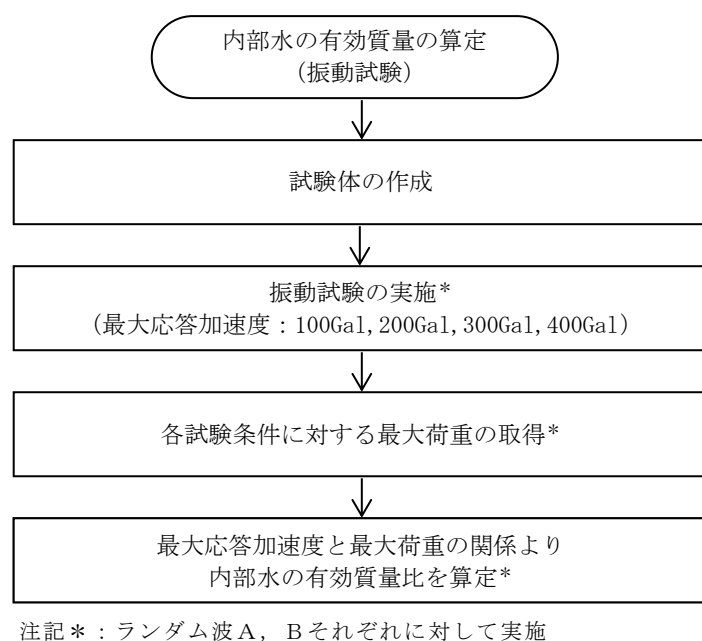 内部水の有効質量の算定
(振動試験)
試験体の作成
振動試験の実施*
(最大応答加速度：100Gal,200Gal,300Gal,400Gal)
各試験条件に対する最大荷重の取得*
最大応答加速度と最大荷重の関係より
内部水の有効質量比を算定*
注記＊：ランダム波Ａ，Ｂそれぞれに対して実施